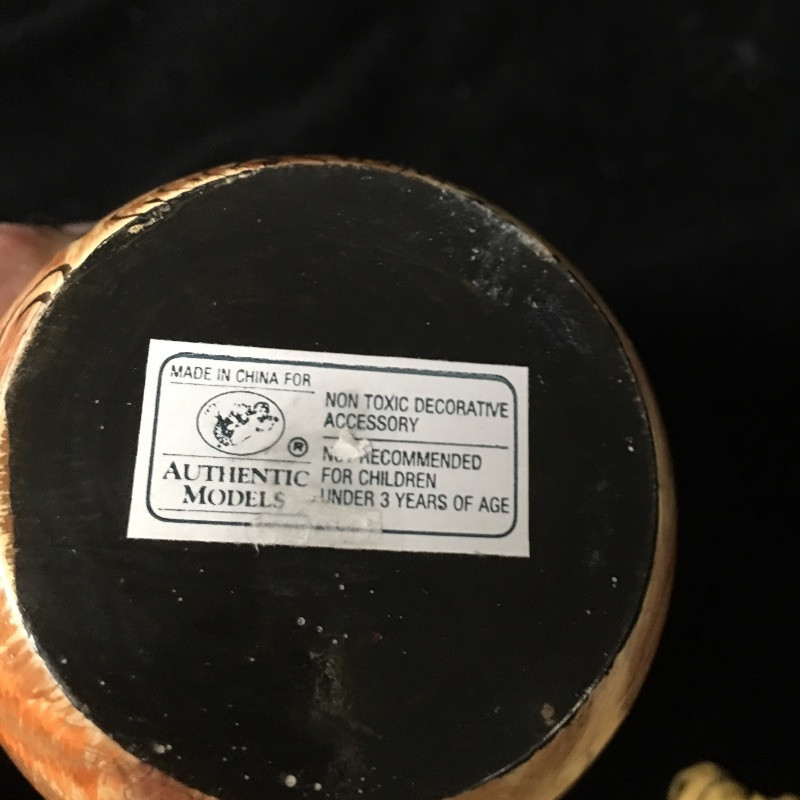 MADE IN CHINA FOR
®
AUTHENTIC
MODELS
NON TOXIC DECORATIVE
ACCESSORY
RECOMMENDED
FOR CHILDREN
UNDER 3 YEARS OF AGE